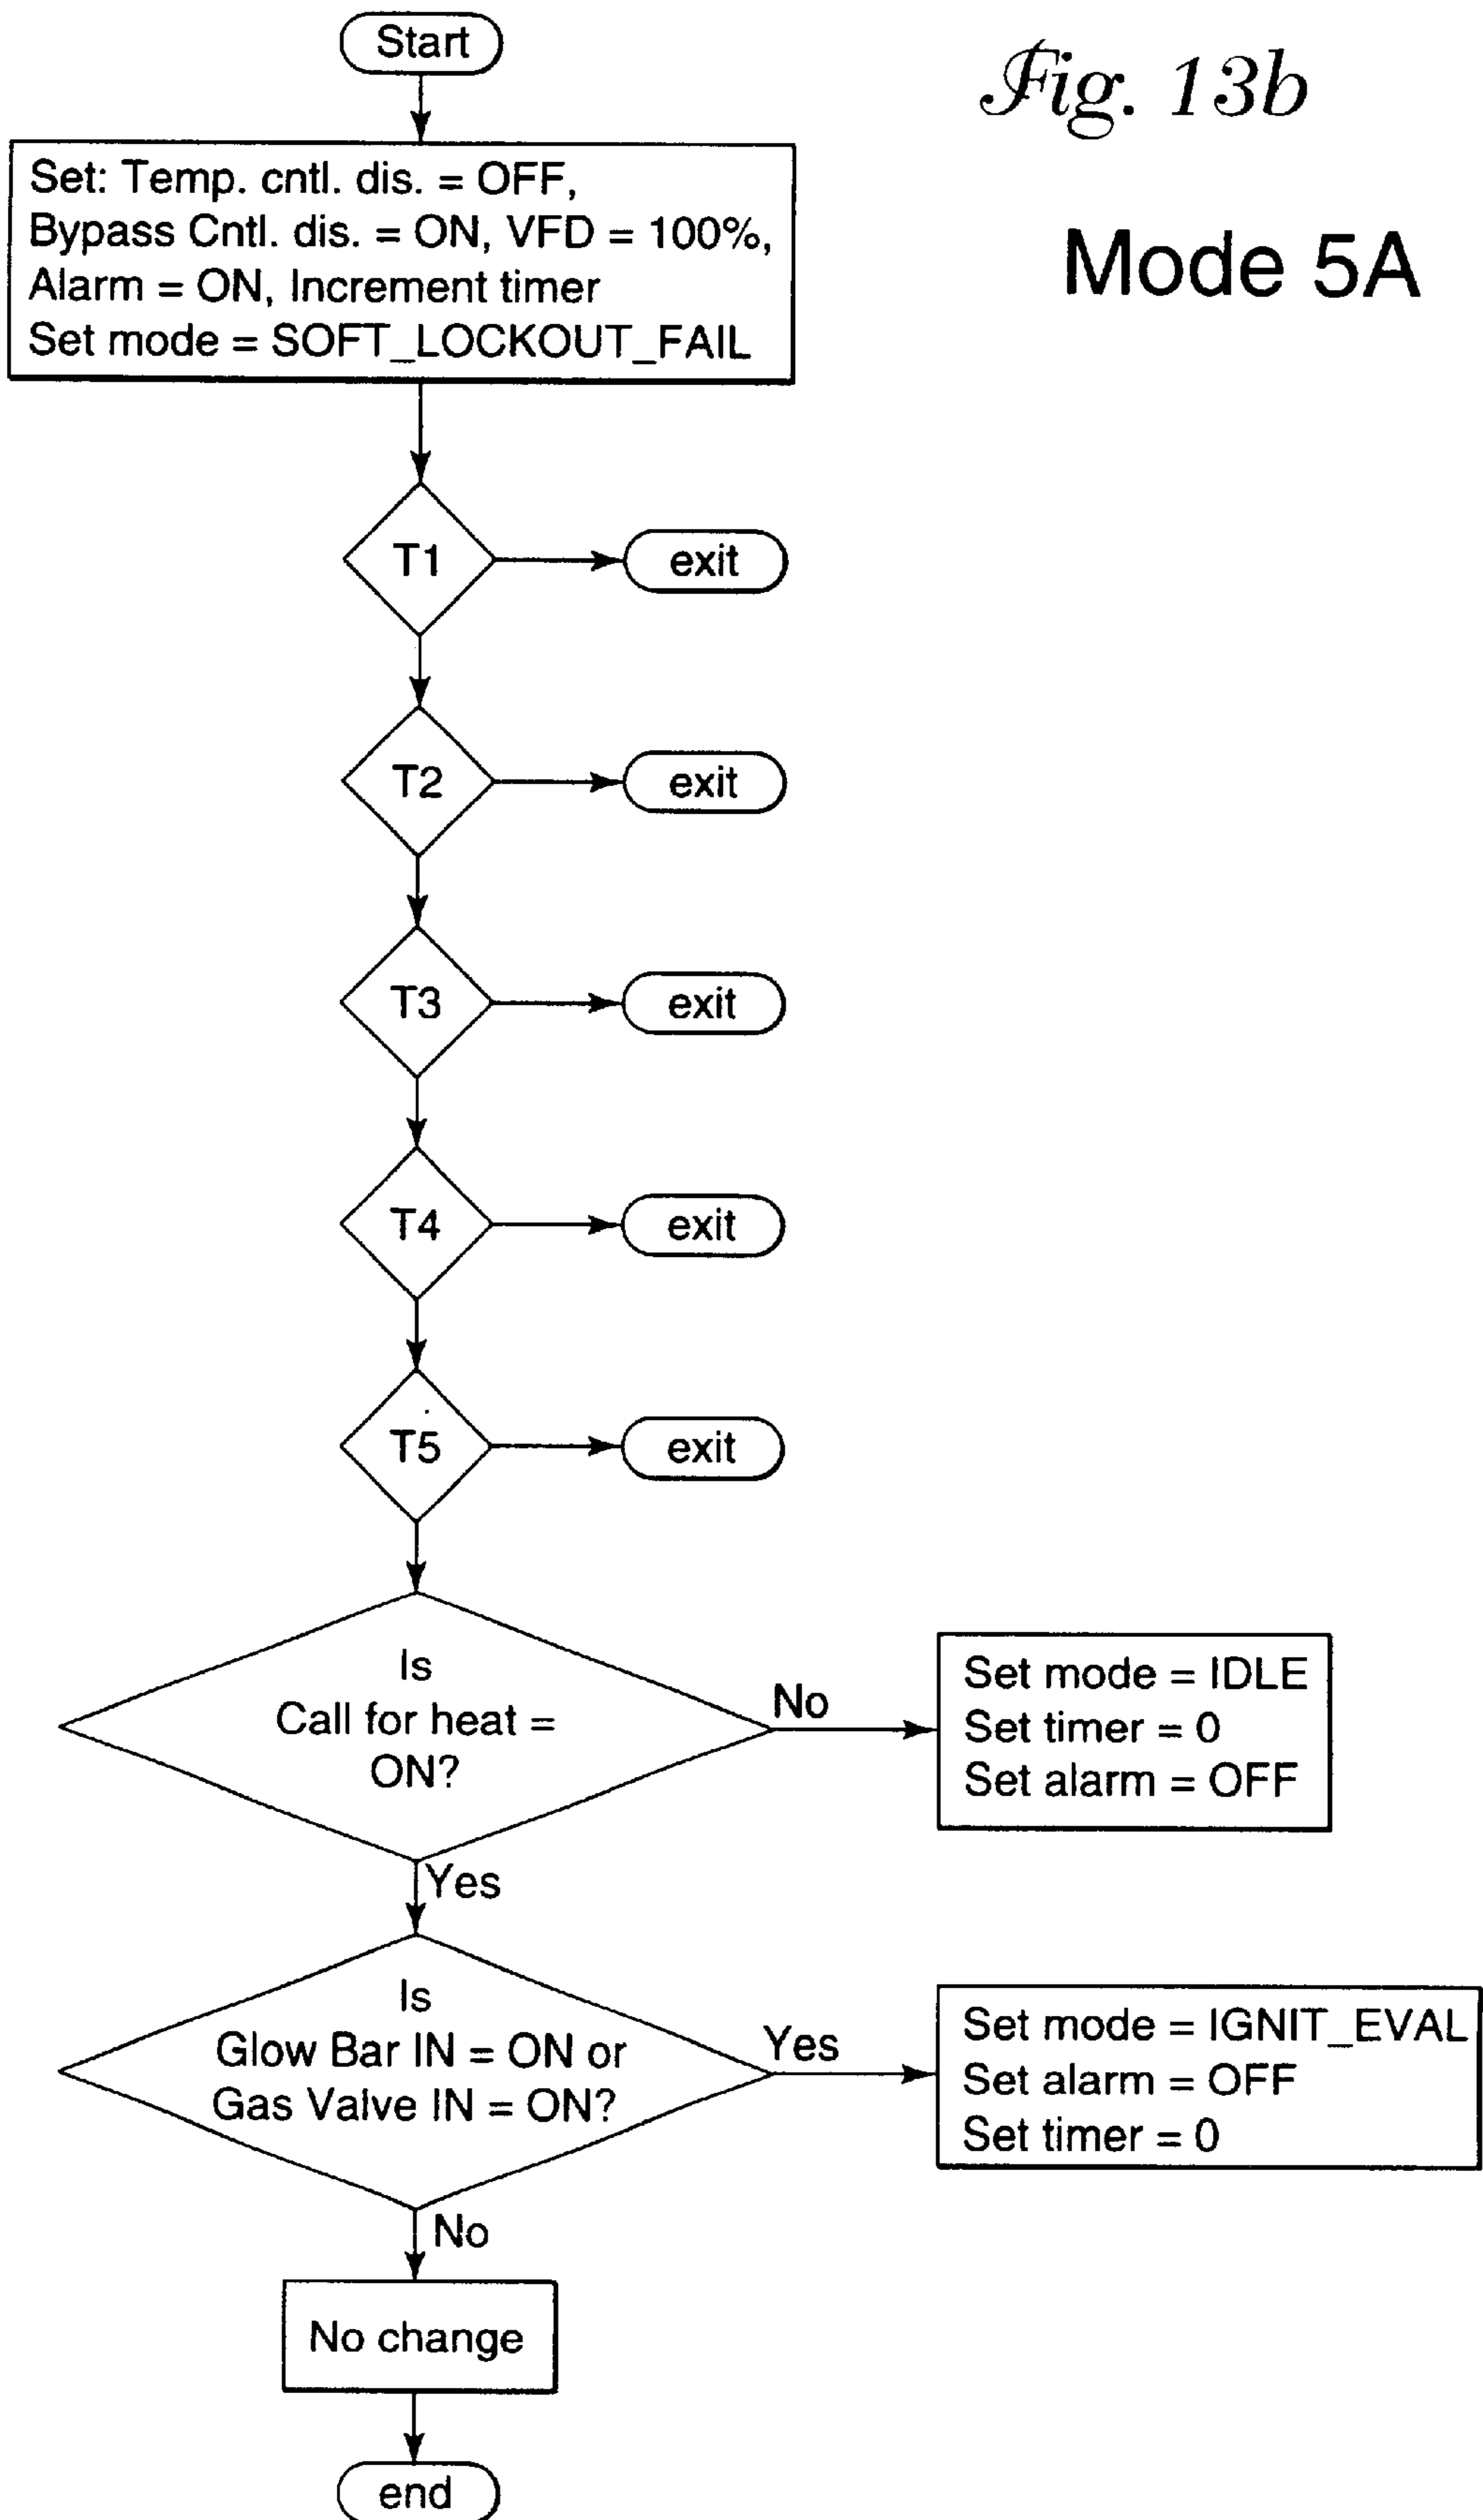 Start
Fig. 13b
Mode 5A
Set: Temp. cntl. dis. = OFF,
Bypass Cntl. dis. = ON, VFD = 100%,
Alarm = ON, Increment timer
Set mode = SOFT_LOCKOUT_FAIL
T1
exit
T2
exit
T3
exit
T4
exit
T5
exit
Is
Call for heat =
ON?
No
Set mode = IDLE
Set timer = 0
Set alarm = OFF
Yes
Is
Glow Bar IN = ON or
Gas Valve IN = ON?
Yes
Set mode = IGNIT_EVAL
Set alarm = OFF
Set timer = 0
No
No change
end